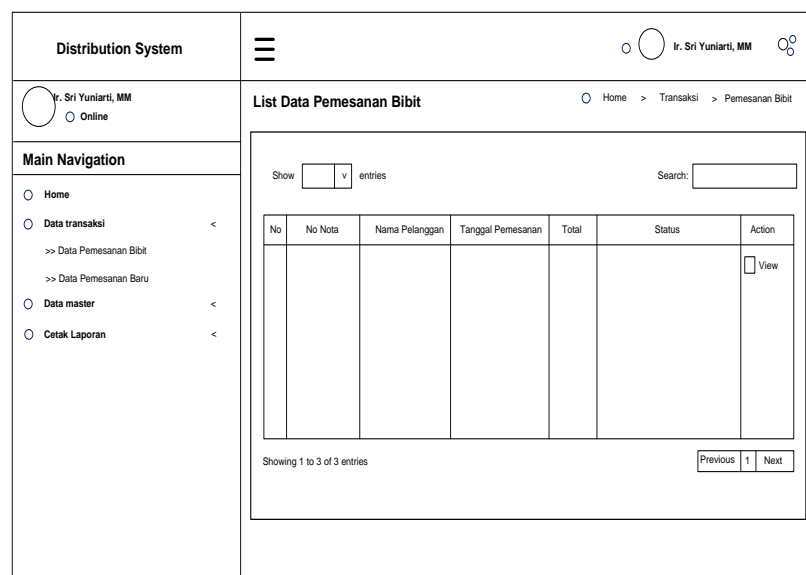 Distribution System
Ir. Sri Yuniarti, MM
Ir. Sri Yuniarti, MM
Online
Main Navigation
Home
Data transaksi <
>> Data Pemesanan Bibit
>> Data Pemesanan Baru
Data master <
Cetak Laporan <
List Data Pemesanan Bibit
Home > Transaksi > Pemesanan Bibit
Show v entries Search:
No No Nota Nama Pelanggan Tanggal Pemesanan Total Status Action
View
Showing 1 to 3 of 3 entries
Previous 1 Next